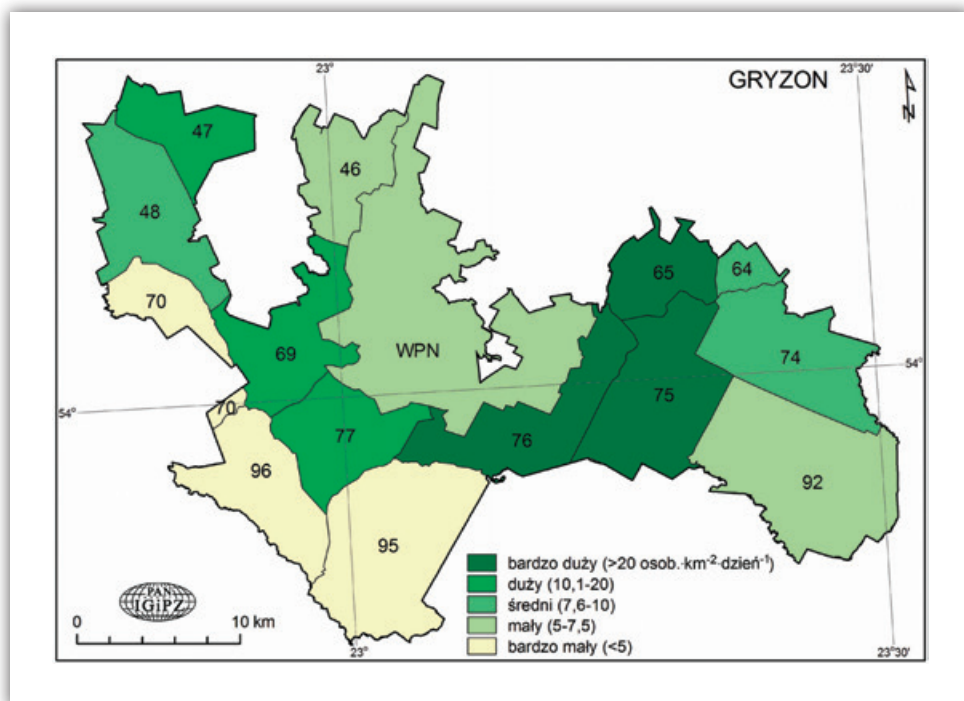 23°
23°30'
GRYZON
N
47
46
48
65
64
70
69
WPN
74
54°
75
54°
70
77
76
96
92
95
bardzo duży (>20 osob.·km⁻²·dzień⁻¹)
duży (10,1-20)
średni (7,6-10)
mały (5-7,5)
bardzo mały (<5)
PAN
IGiPZ
0 10 km
23°
23°30'